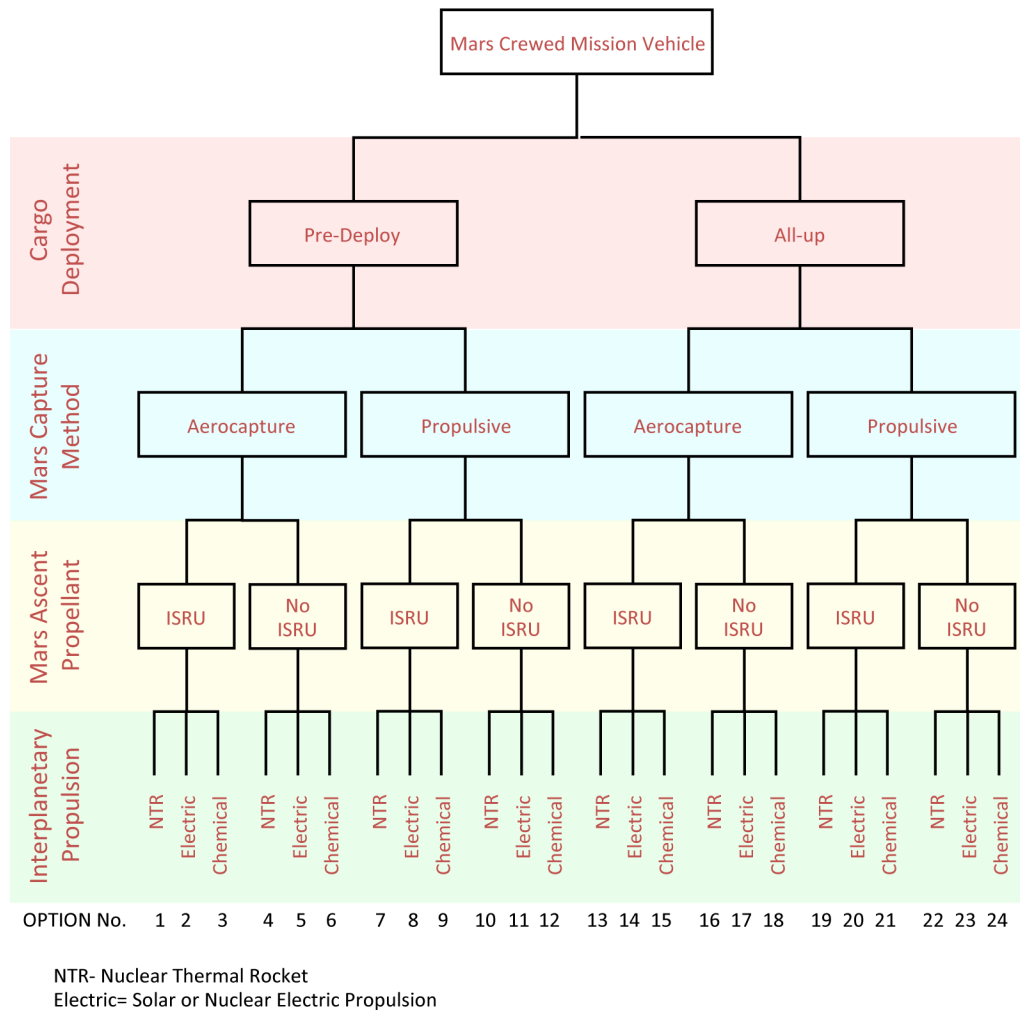 Mars Crewed Mission Vehicle
Cargo
Deployment
Pre-Deploy
All-up
Mars Capture
Method
Aerocapture
Propulsive
Aerocapture
Propulsive
Mars Ascent
Propellant
ISRU
No
ISRU
ISRU
No
ISRU
ISRU
No
ISRU
ISRU
No
ISRU
Interplanetary
Propulsion
NTR
Electric
Chemical
NTR
Electric
Chemical
NTR
Electric
Chemical
NTR
Electric
Chemical
NTR
Electric
Chemical
NTR
Electric
Chemical
NTR
Electric
Chemical
NTR
Electric
Chemical
OPTION No. 1 2 3 4 5 6 7 8 9 10 11 12 13 14 15 16 17 18 19 20 21 22 23 24
NTR- Nuclear Thermal Rocket
Electric= Solar or Nuclear Electric Propulsion